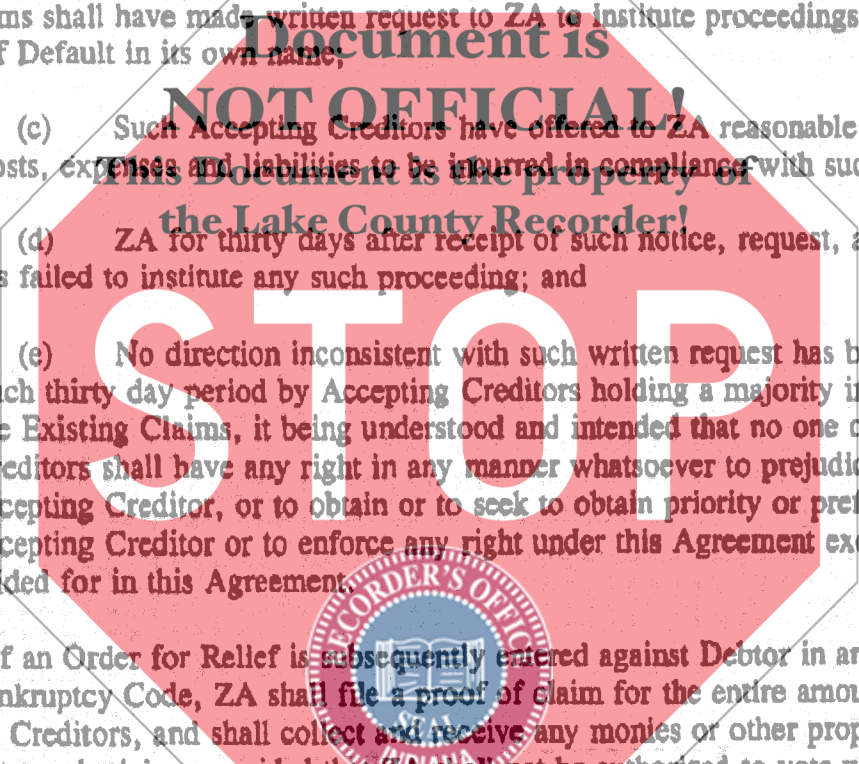 ms shall have made written request to ZA to institute proceedings
f Default in its own name;
Document is
NOT OFFICIAL!
This Document is the property of
the Lake County Recorder!
(c) Such Accepting Creditors have offered to ZA reasonable
osts, expenses and liabilities to be incurred in compliance with suc
(d) ZA for thirty days after receipt of such notice, request, a
s failed to institute any such proceeding; and
STOP
(e) No direction inconsistent with such written request has b
ch thirty day period by Accepting Creditors holding a majority i
e Existing Claims, it being understood and intended that no one o
reditors shall have any right in any manner whatsoever to prejudic
cepting Creditor, or to obtain or to seek to obtain priority or pre
cepting Creditor or to enforce any right under this Agreement exc
ded for in this Agreement.
RECORDER'S OFFIC
SEAL
INDIANA
f an Order for Relief is subsequently entered against Debtor in an
nkruptcy Code, ZA shall file a proof of claim for the entire amou
Creditors, and shall collect and receive any monies or other prop